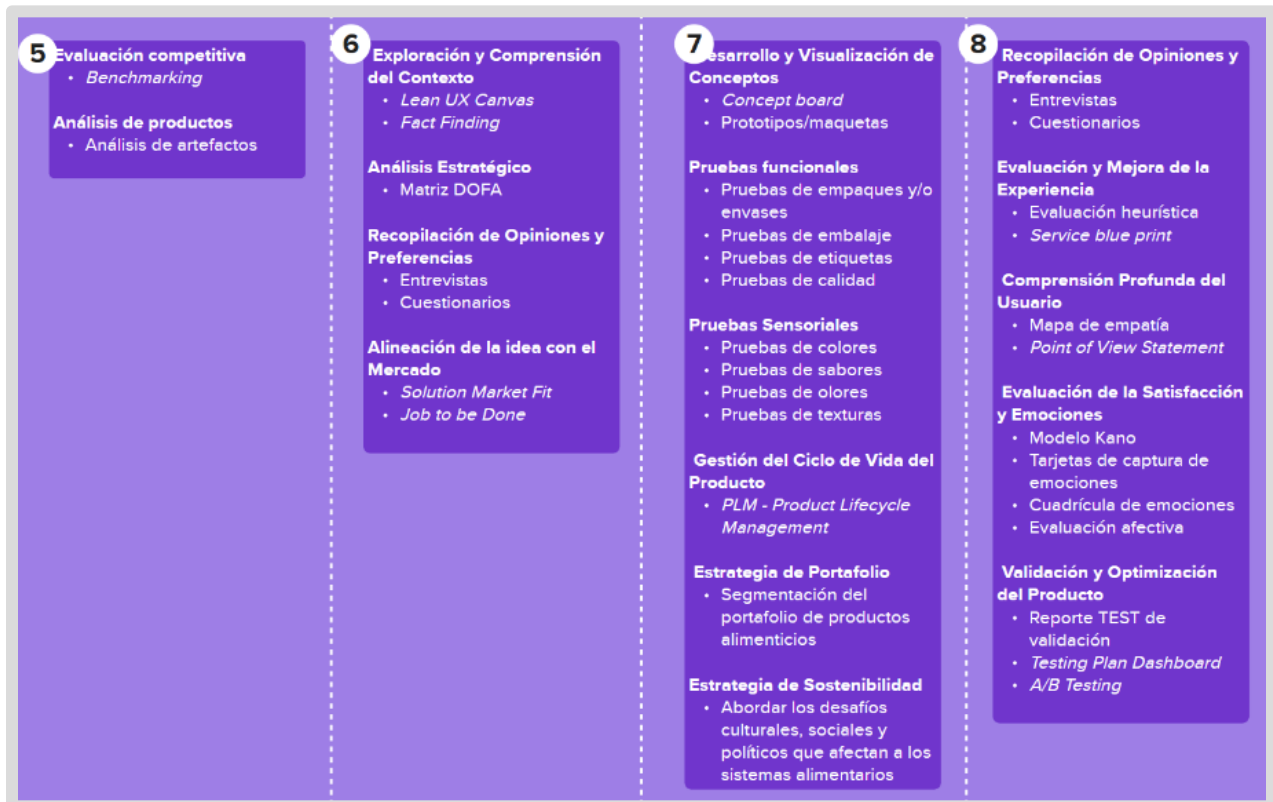 5
Evaluación competitiva
• Benchmarking
Análisis de productos
• Análisis de artefactos
6
Exploración y Comprensión
del Contexto
• Lean UX Canvas
• Fact Finding
Análisis Estratégico
• Matriz DOFA
Recopilación de Opiniones y
Preferencias
• Entrevistas
• Cuestionarios
Alineación de la idea con el
Mercado
• Solution Market Fit
• Job to be Done
7
Desarrollo y Visualización de
Conceptos
• Concept board
• Prototipos/maquetas
Pruebas funcionales
• Pruebas de empaques y/o
envases
• Pruebas de embalaje
• Pruebas de etiquetas
• Pruebas de calidad
Pruebas Sensoriales
• Pruebas de colores
• Pruebas de sabores
• Pruebas de olores
• Pruebas de texturas
Gestión del Ciclo de Vida del
Producto
• PLM - Product Lifecycle
Management
Estrategia de Portafolio
• Segmentación del
portafolio de productos
alimenticios
Estrategia de Sostenibilidad
• Abordar los desafíos
culturales, sociales y
políticos que afectan a los
sistemas alimentarios
8
Recopilación de Opiniones y
Preferencias
• Entrevistas
• Cuestionarios
Evaluación y Mejora de la
Experiencia
• Evaluación heurística
• Service blue print
Comprensión Profunda del
Usuario
• Mapa de empatía
• Point of View Statement
Evaluación de la Satisfacción
y Emociones
• Modelo Kano
• Tarjetas de captura de
emociones
• Cuadrícula de emociones
• Evaluación afectiva
Validación y Optimización
del Producto
• Reporte TEST de
validación
• Testing Plan Dashboard
• A/B Testing